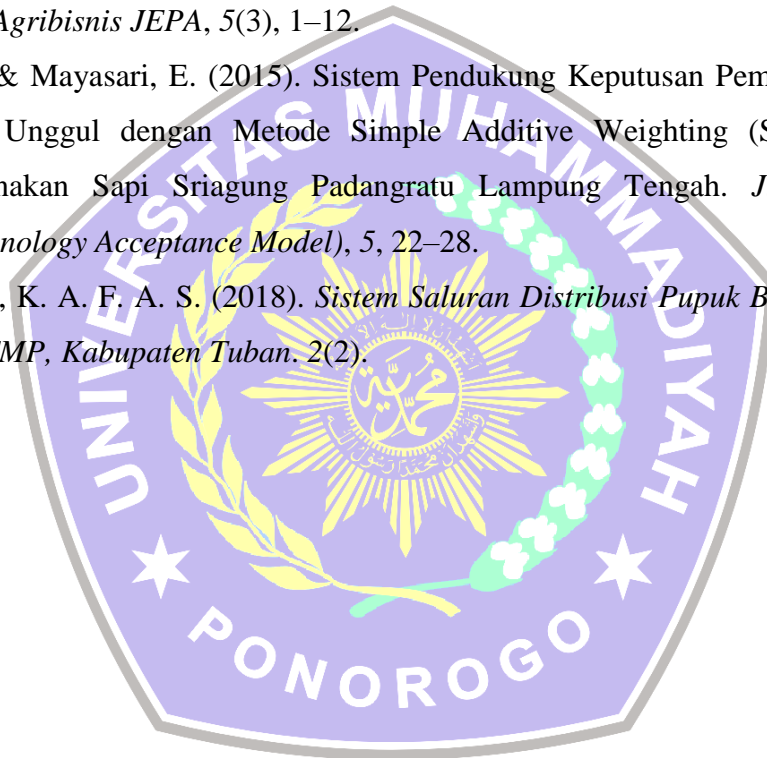 Agribisnis JEPA, 5(3), 1–12.
& Mayasari, E. (2015). Sistem Pendukung Keputusan Pem
Unggul dengan Metode Simple Additive Weighting (S
nakan Sapi Sriagung Padangratu Lampung Tengah. J
nology Acceptance Model), 5, 22–28.
, K. A. F. A. S. (2018). Sistem Saluran Distribusi Pupuk B
TMP, Kabupaten Tuban. 2(2).
UNIVERSITAS MUHAMMADIYAH
PONOROGO
محمدية